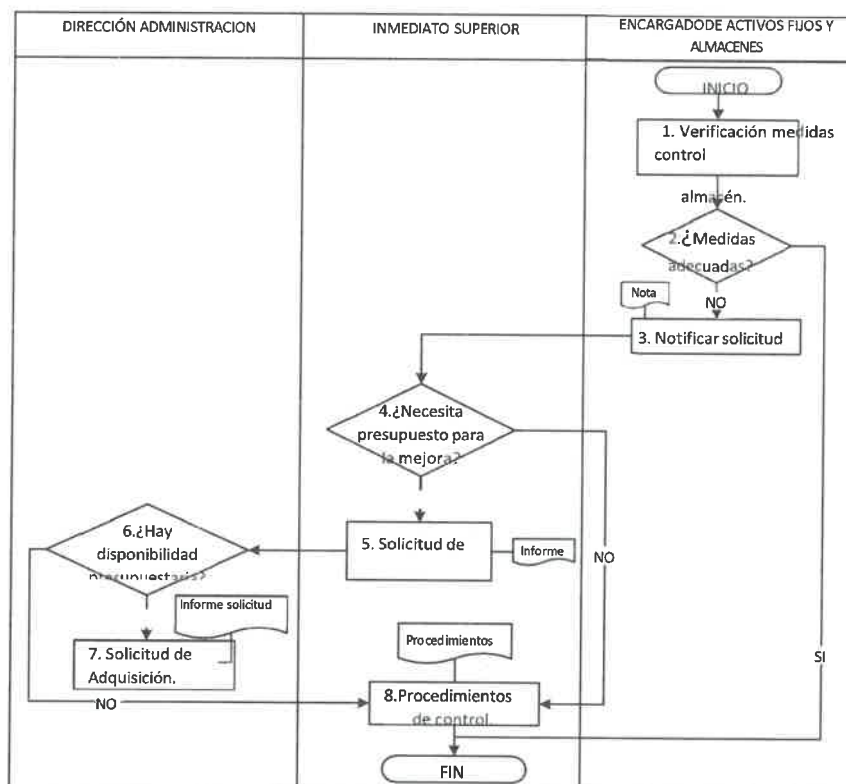 DIRECCIÓN ADMINISTRACION
INMEDIATO SUPERIOR
ENCARGADODE ACTIVOS FIJOS Y
ALMACENES
INICIO
1. Verificación medidas
control
almacén.
2.¿Medidas
adecuadas?
NO
Nota
3. Notificar solicitud
4.¿Necesita
presupuesto para
la mejora?
5. Solicitud de
Informe
NO
6.¿Hay
disponibilidad
presupuestaria?
Informe solicitud
7. Solicitud de
Adquisición.
NO
Procedimientos
8.Procedimientos
de control.
SI
FIN